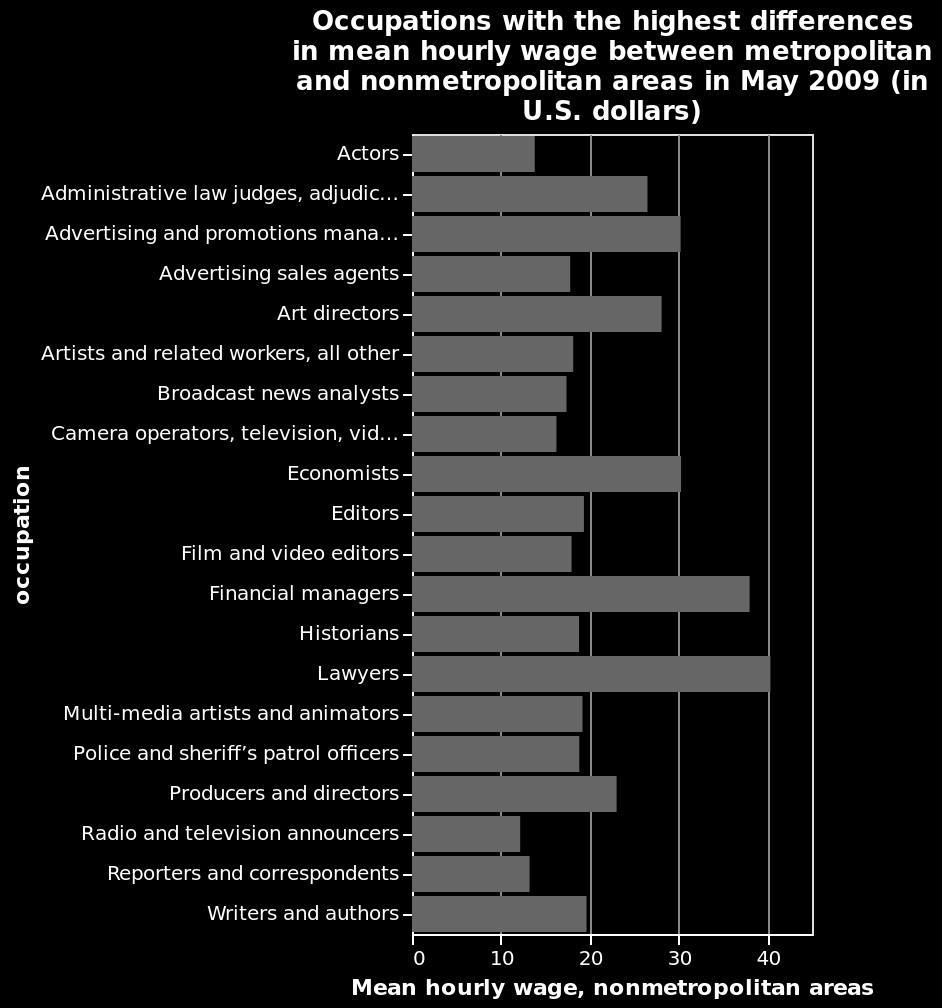 Occupations with the highest differences
in mean hourly wage between metropolitan
and nonmetropolitan areas in May 2009 (in
U.S. dollars)
Actors
Administrative law judges, adjudic...
Advertising and promotions mana...
Advertising sales agents
Art directors
Artists and related workers, all other
Broadcast news analysts
Camera operators, television, vid...
Economists
Editors
Film and video editors
Financial managers
Historians
Lawyers
Multi-media artists and animators
Police and sheriff’s patrol officers
Producers and directors
Radio and television announcers
Reporters and correspondents
Writers and authors
occupation
0 10 20 30 40
Mean hourly wage, nonmetropolitan areas